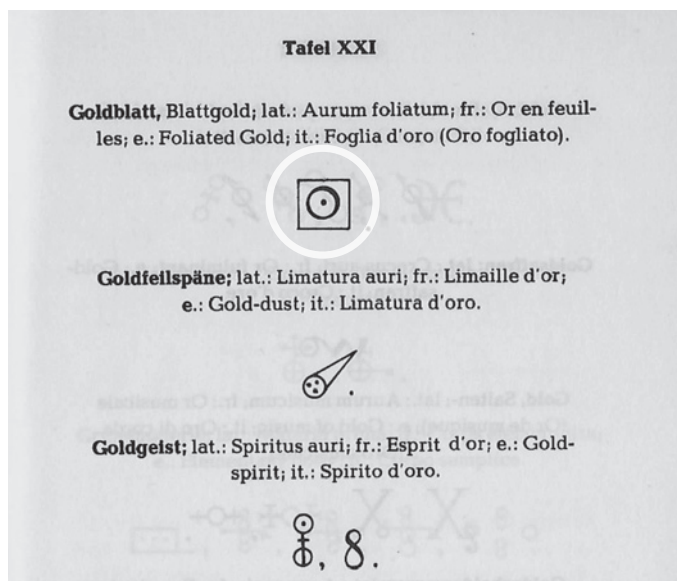 Tafel XXI
Goldblatt, Blattgold; lat.: Aurum foliatum; fr.: Or en feuil-
les; e.: Foliated Gold; it.: Foglia d'oro (Oro fogliato).
Goldfeilspäne; lat.: Limatura auri; fr.: Limaille d'or;
e.: Gold-dust; it.: Limatura d'oro.
Goldgeist; lat.: Spiritus auri; fr.: Esprit d'or; e.: Gold-
spirit; it.: Spirito d'oro.